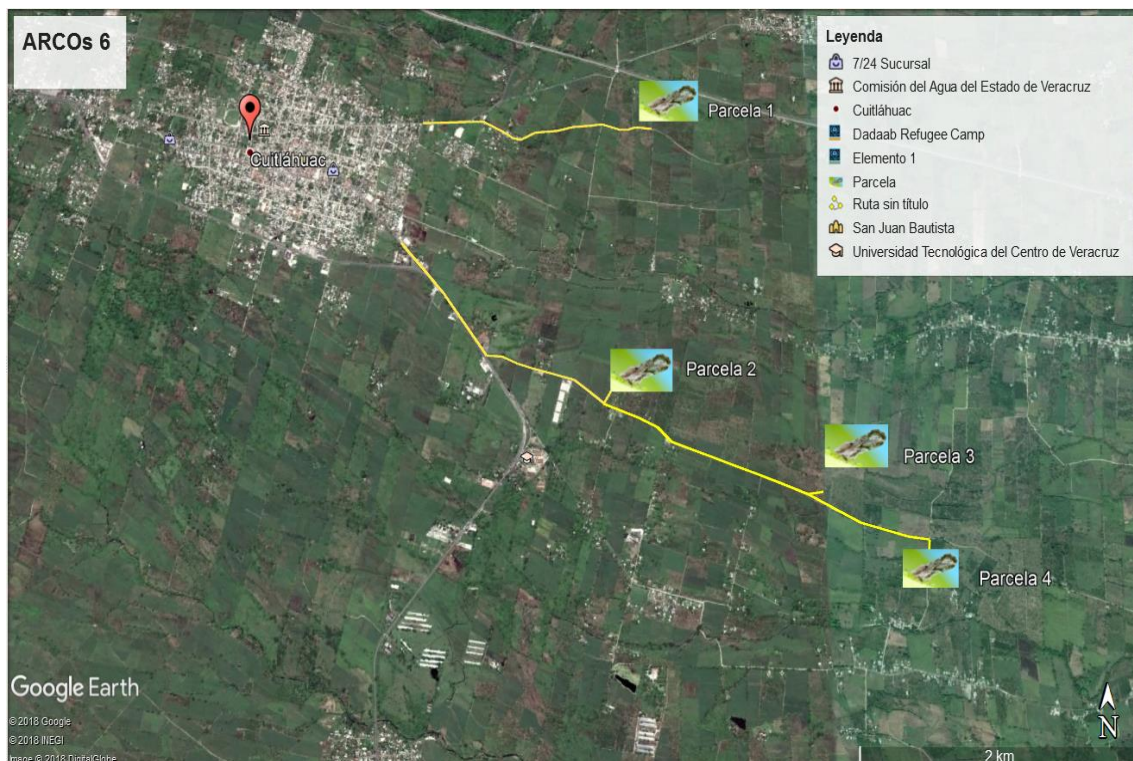 ARCOs 6
Leyenda
7/24 Sucursal
Comisión del Agua del Estado de Veracruz
Cuitláhuac
Dadaab Refugee Camp
Elemento 1
Parcela
Ruta sin título
San Juan Bautista
Universidad Tecnológica del Centro de Veracruz
Parcela 1
Cuitláhuac
Parcela 2
Parcela 3
Parcela 4
Google Earth
© 2018 Google
© 2018 INEGI
Image © 2018 DigitalGlobe
N
2 km